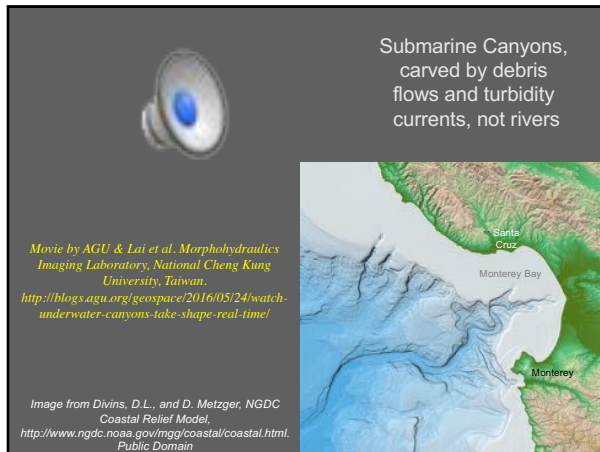 Submarine Canyons,
carved by debris
flows and turbidity
currents, not rivers
Movie by AGU & Lai et al. Morphohydraulics
Imaging Laboratory, National Cheng Kung
University, Taiwan.
http://blogs.agu.org/geospace/2016/05/24/watch-
underwater-canyons-take-shape-real-time/
Santa
Cruz
Monterey Bay
Monterey
Image from Divins, D.L., and D. Metzger, NGDC
Coastal Relief Model,
http://www.ngdc.noaa.gov/mgg/coastal/coastal.html.
Public Domain